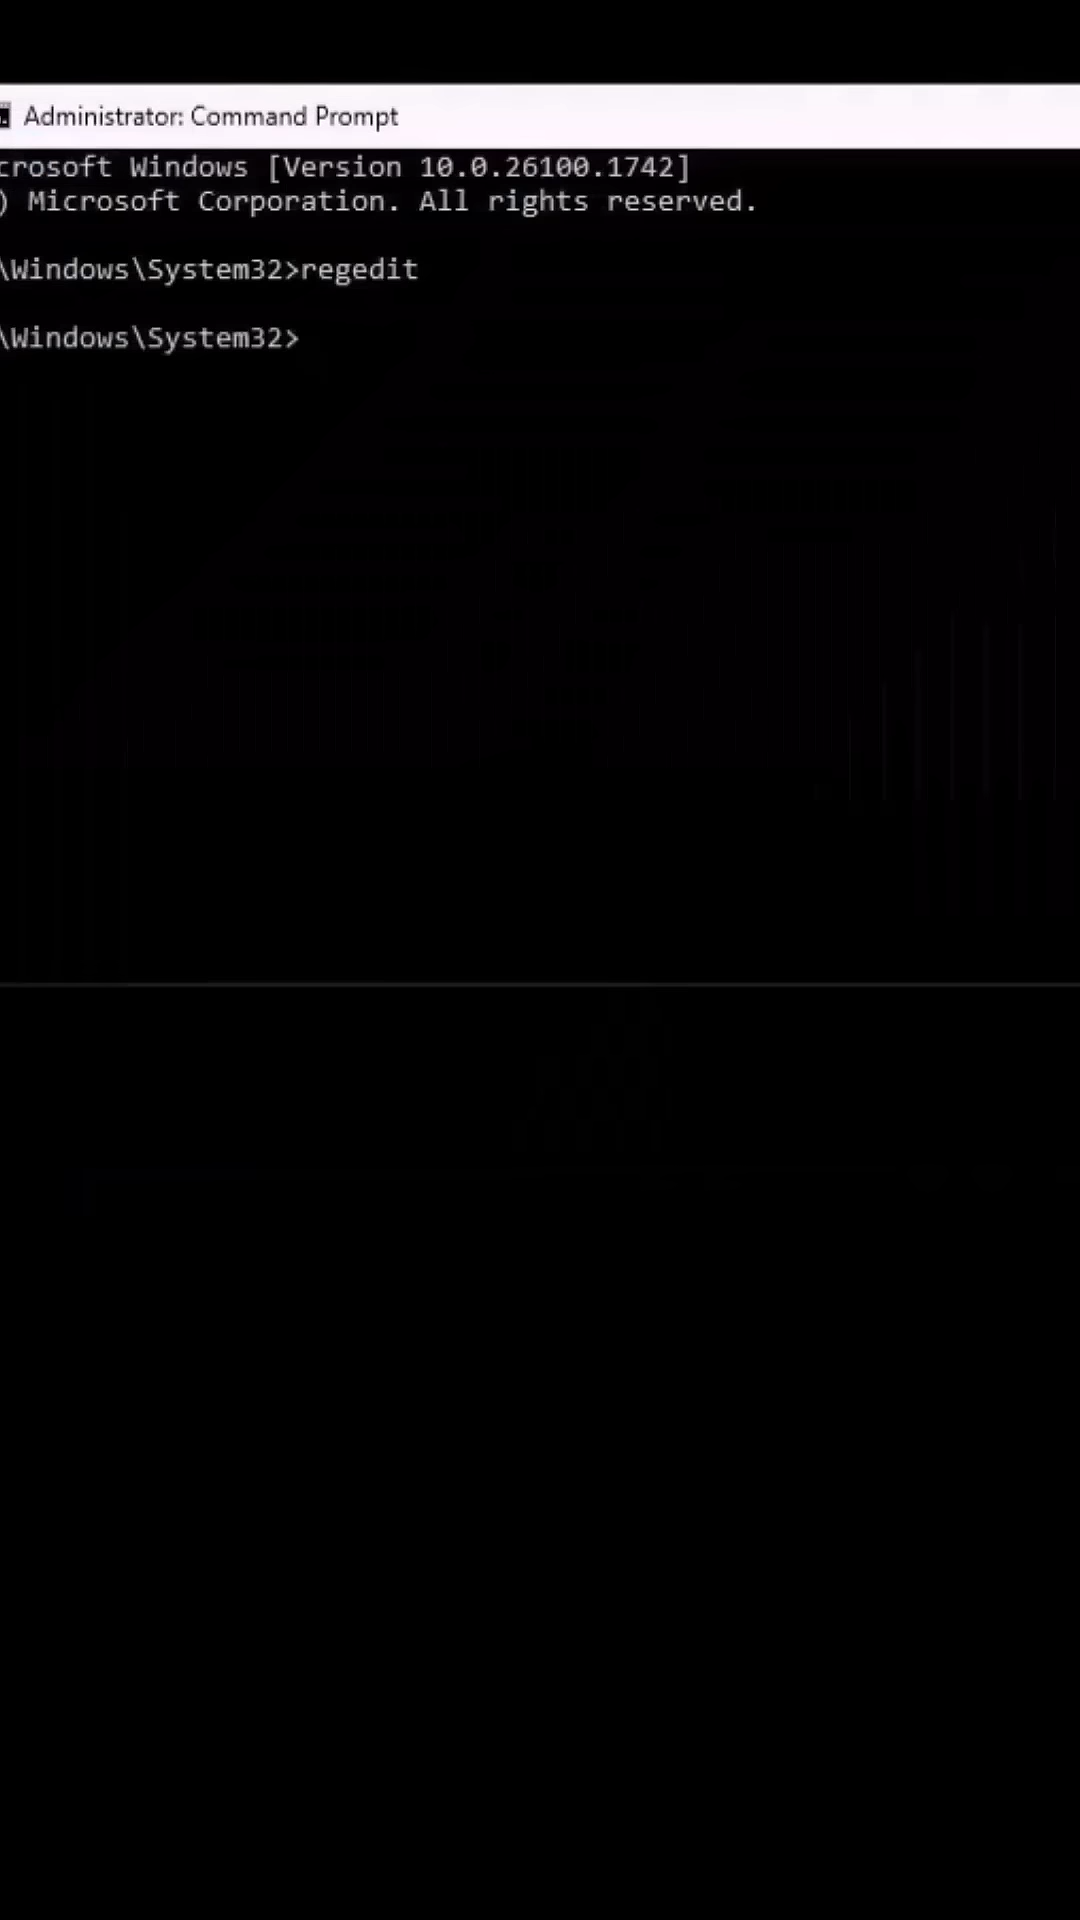 Administrator: Command Prompt
crosoft Windows [Version 10.0.26100.1742]
) Microsoft Corporation. All rights reserved.
\Windows\System32>regedit
\Windows\System32>